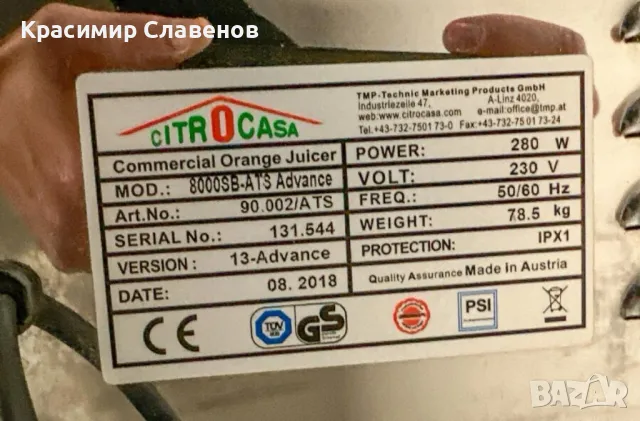 Красимир Славенов
CITROCASA
TMP-Technic Marketing Products GmbH
Industriezeile 47, A-Linz 4020,
web:www.citrocasa.com e-mail:office@tmp.at
Tel.+43-732-7501 73-0 Fax:+43-732-75 01 73-24
Commercial Orange Juicer
MOD.: 8000SB-ATS Advance
Art.No.: 90.002/ATS
SERIAL No.: 131.544
VERSION : 13-Advance
DATE: 08. 2018
POWER: 280 W
VOLT: 230 V
FREQ.: 50/60 Hz
WEIGHT: 78.5 kg
PROTECTION: IPX1
Quality Assurance Made in Austria
CE
TÜV
GS
PSI
BAZAR